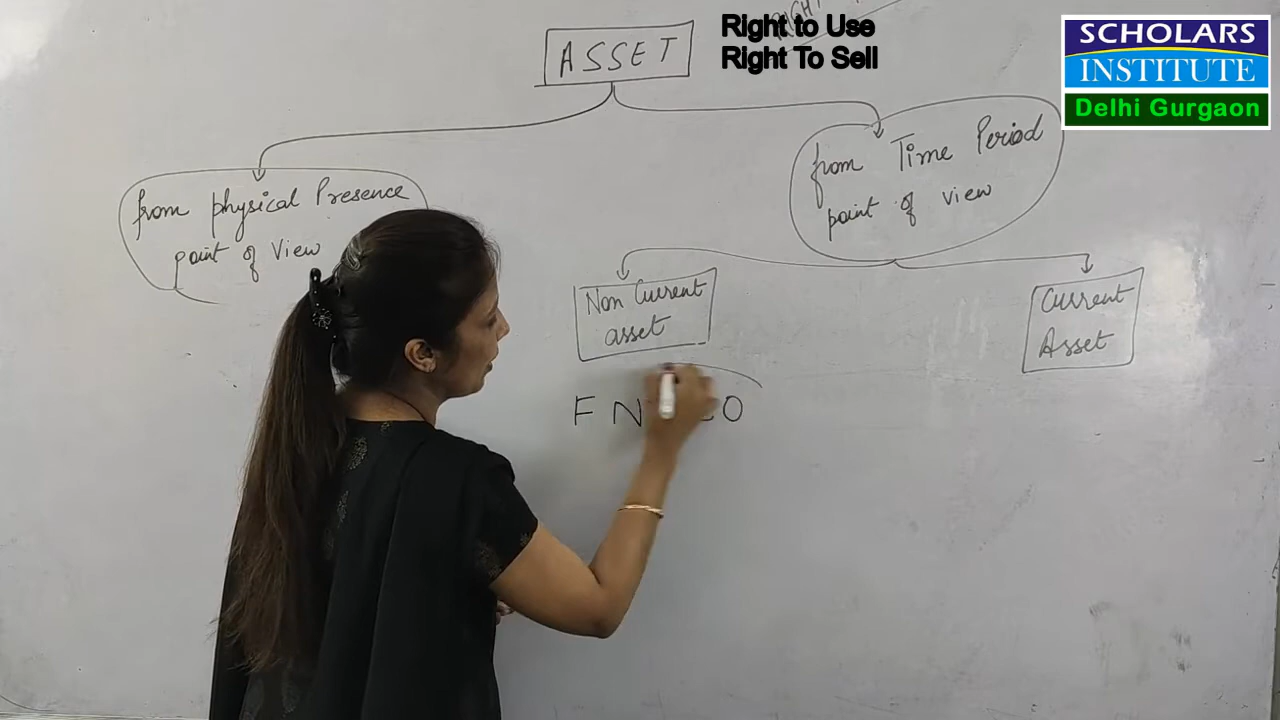 Right to Use
Right To Sell
SCHOLARS
INSTITUTE
Delhi Gurgaon
RIGHT
ASSET
from physical Presence
point of View
from Time Period
point of view
Non Current
asset
Current
Asset
F N
O